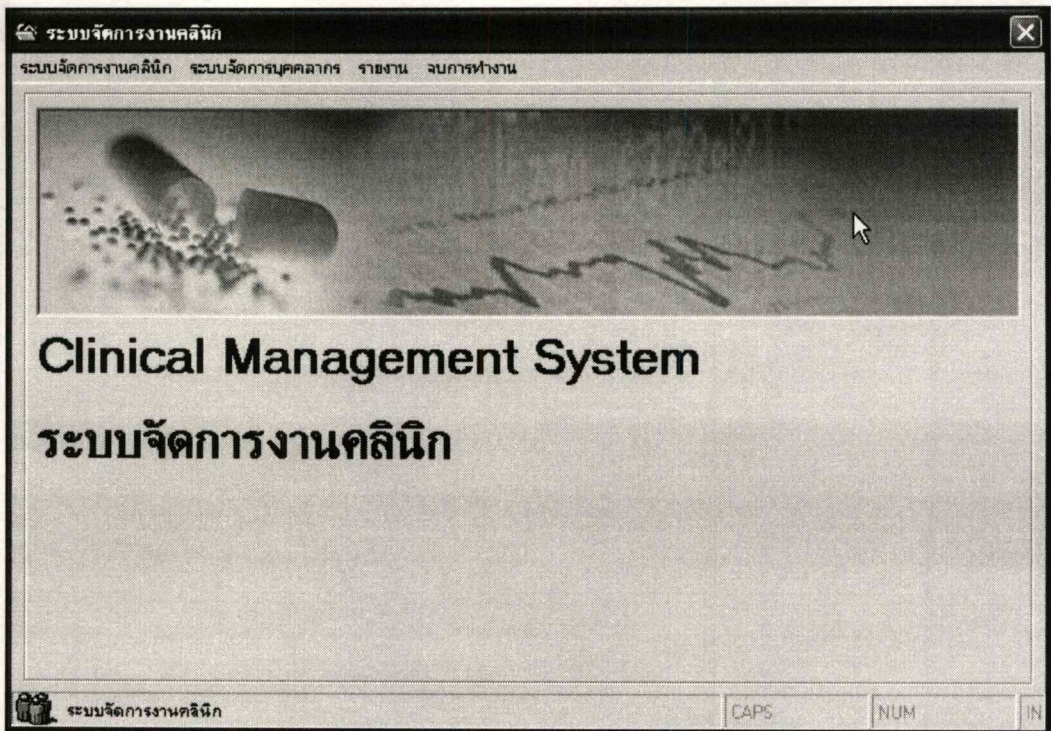 ระบบจัดการงานคลินิก
ระบบจัดการงานคลินิก ระบบจัดการบุคคลากร รายงาน จบการทำงาน
Clinical Management System
ระบบจัดการงานคลินิก
ระบบจัดการงานคลินิก CAPS NUM IN